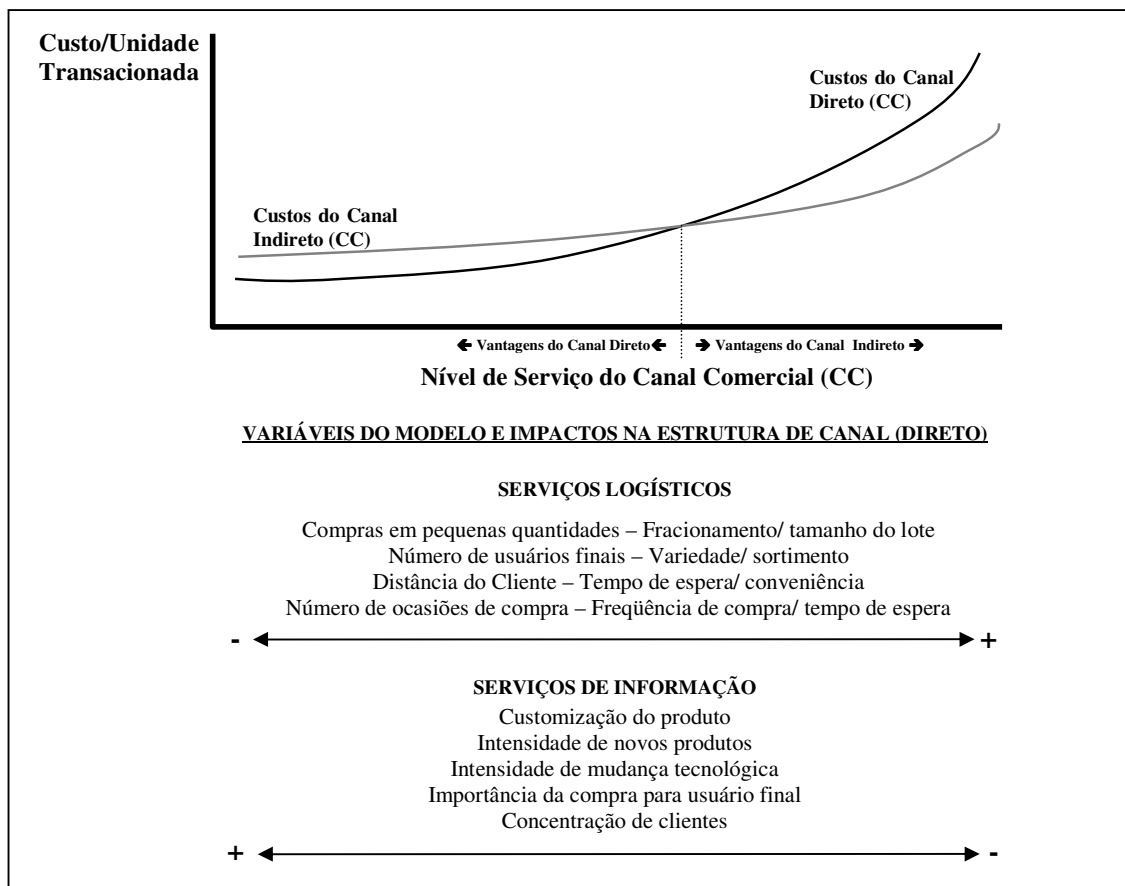 Custo/Unidade
Transacionada
Custos do Canal
Direto (CC)
Custos do Canal
Indireto (CC)
🡸 Vantagens do Canal Direto🡸
🡺 Vantagens do Canal Indireto 🡺
Nível de Serviço do Canal Comercial (CC)
VARIÁVEIS DO MODELO E IMPACTOS NA ESTRUTURA DE CANAL (DIRETO)
SERVIÇOS LOGÍSTICOS
Compras em pequenas quantidades – Fracionamento/ tamanho do lote
Número de usuários finais – Variedade/ sortimento
Distância do Cliente – Tempo de espera/ conveniência
Número de ocasiões de compra – Freqüência de compra/ tempo de espera
- +
SERVIÇOS DE INFORMAÇÃO
Customização do produto
Intensidade de novos produtos
Intensidade de mudança tecnológica
Importância da compra para usuário final
Concentração de clientes
+ -